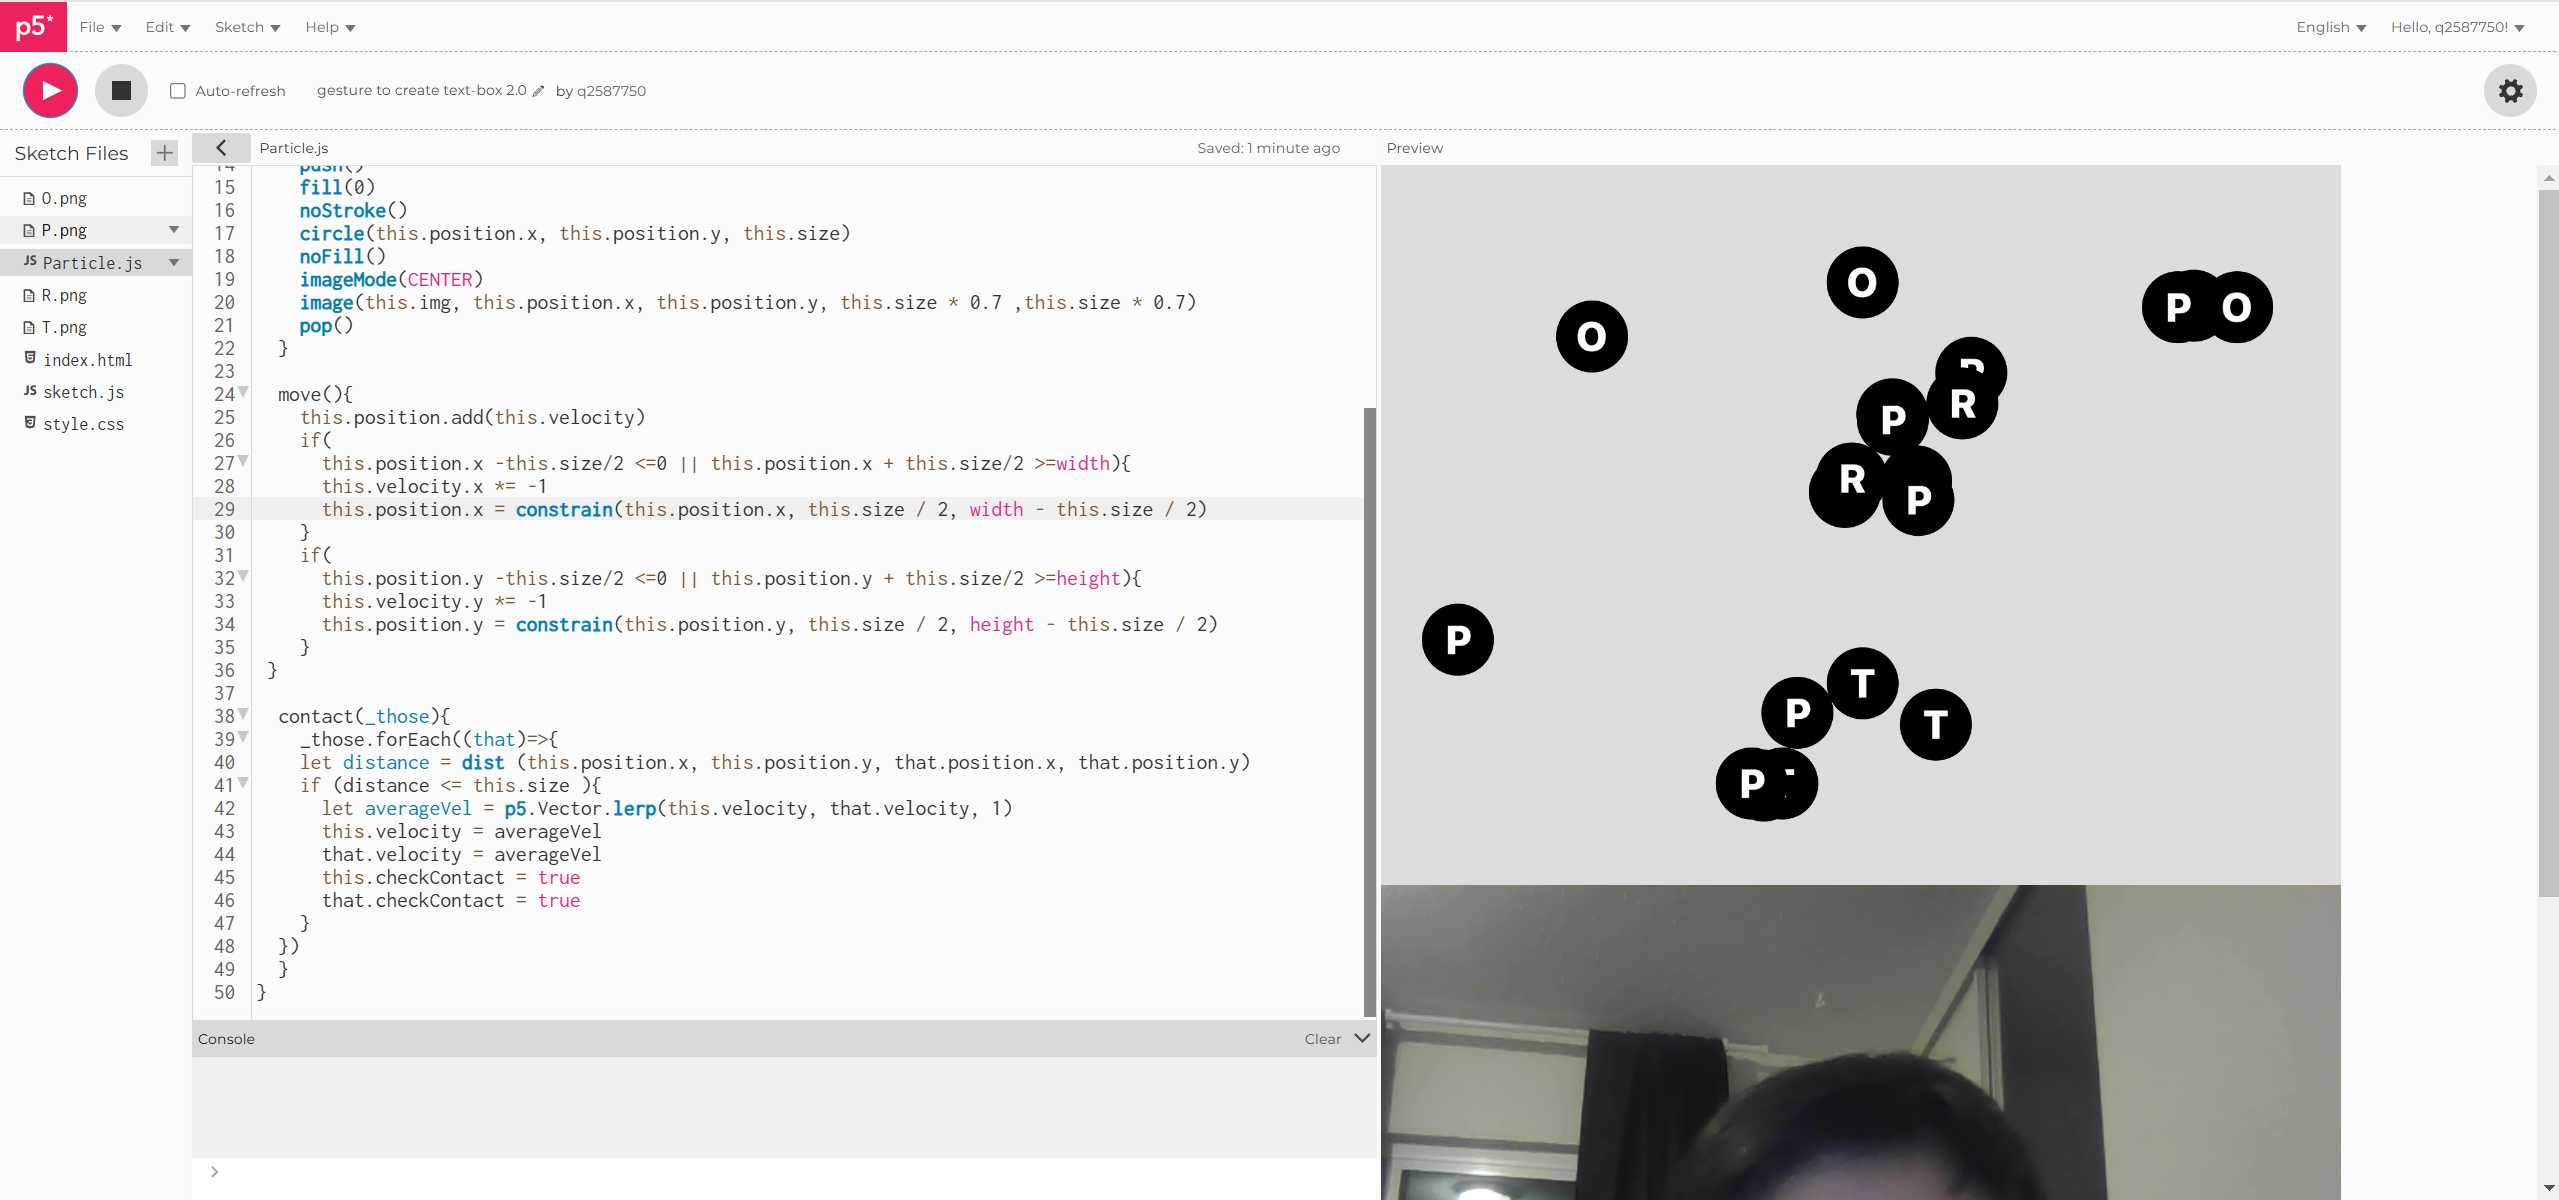 p5*
File Edit Sketch Help English Hello, q2587750!
Auto-refresh gesture to create text-box 2.0 by q2587750
Sketch Files
Particle.js Saved: 1 minute ago Preview
O.png
P.png
JS Particle.js
R.png
T.png
index.html
JS sketch.js
style.css
14 push()
15 fill(0)
16 noStroke()
17 circle(this.position.x, this.position.y, this.size)
18 noFill()
19 imageMode(CENTER)
20 image(this.img, this.position.x, this.position.y, this.size * 0.7 ,this.size * 0.7)
21 pop()
22 }
23
24 move(){
25 this.position.add(this.velocity)
26 if(
27 this.position.x -this.size/2 <=0 || this.position.x + this.size/2 >=width){
28 this.velocity.x *= -1
29 this.position.x = constrain(this.position.x, this.size / 2, width - this.size / 2)
30 }
31 if(
32 this.position.y -this.size/2 <=0 || this.position.y + this.size/2 >=height){
33 this.velocity.y *= -1
34 this.position.y = constrain(this.position.y, this.size / 2, height - this.size / 2)
35 }
36 }
37
38 contact(_those){
39 _those.forEach((that)=>{
40 let distance = dist (this.position.x, this.position.y, that.position.x, that.position.y)
41 if (distance <= this.size ){
42 let averageVel = p5.Vector.lerp(this.velocity, that.velocity, 1)
43 this.velocity = averageVel
44 that.velocity = averageVel
45 this.checkContact = true
46 that.checkContact = true
47 }
48 })
49 }
50 }
Console Clear
>
O
P O
O
R
P
R
P
P
T
P
T
P